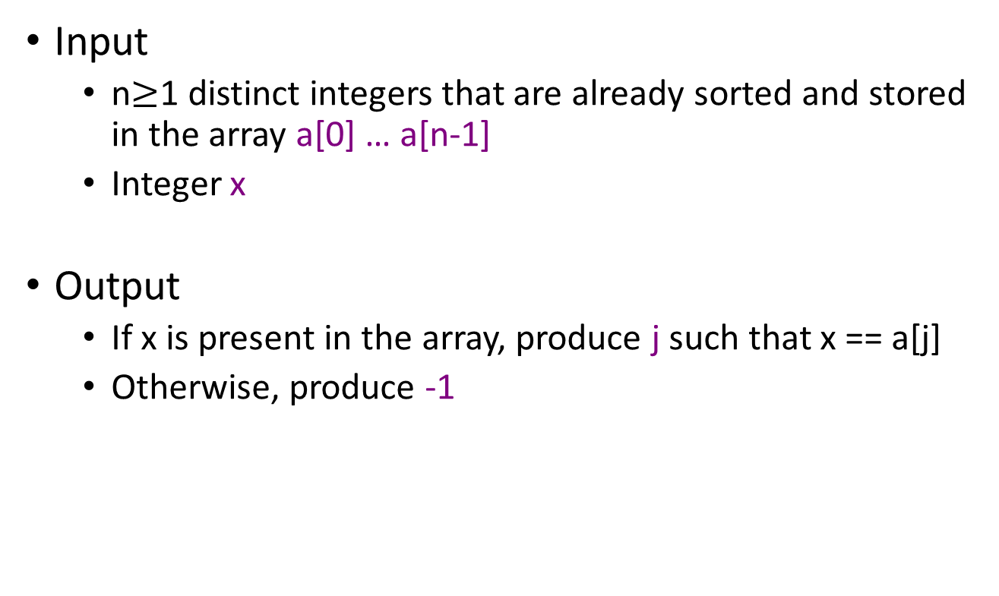 • Input
• n≥1 distinct integers that are already sorted and stored
in the array a[0] … a[n-1]
• Integer x
• Output
• If x is present in the array, produce j such that x == a[j]
• Otherwise, produce -1